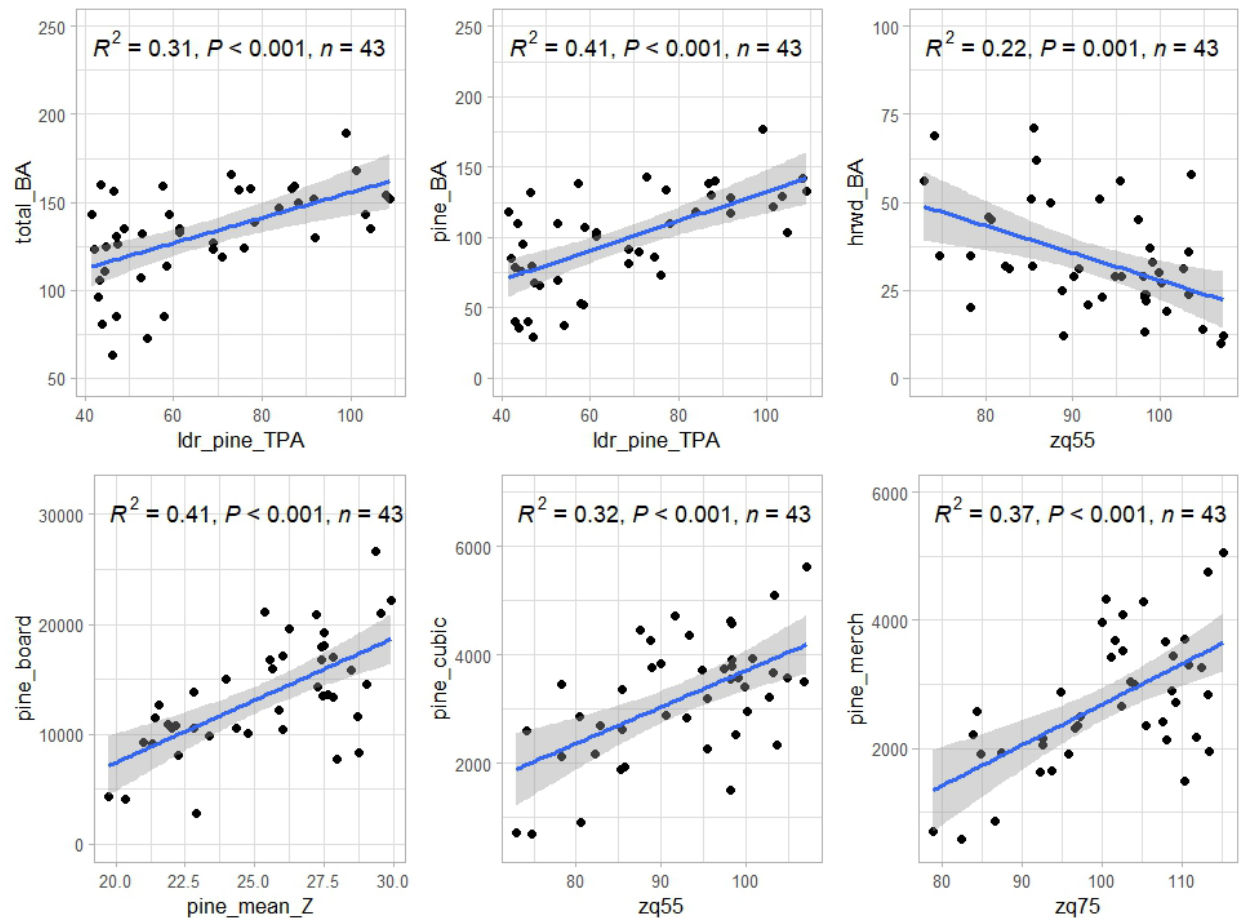 R² = 0.31, P < 0.001, n = 43
total_BA
250
200
150
100
50
40 60 80 100
ldr_pine_TPA
R² = 0.41, P < 0.001, n = 43
pine_BA
250
200
150
100
50
0
40 60 80 100
ldr_pine_TPA
R² = 0.22, P = 0.001, n = 43
hrwd_BA
100
75
50
25
0
80 90 100
zq55
R² = 0.41, P < 0.001, n = 43
pine_board
30000
20000
10000
0
20.0 22.5 25.0 27.5 30.0
pine_mean_Z
R² = 0.32, P < 0.001, n = 43
pine_cubic
6000
4000
2000
80 90 100
zq55
R² = 0.37, P < 0.001, n = 43
pine_merch
6000
4000
2000
80 90 100 110
zq75